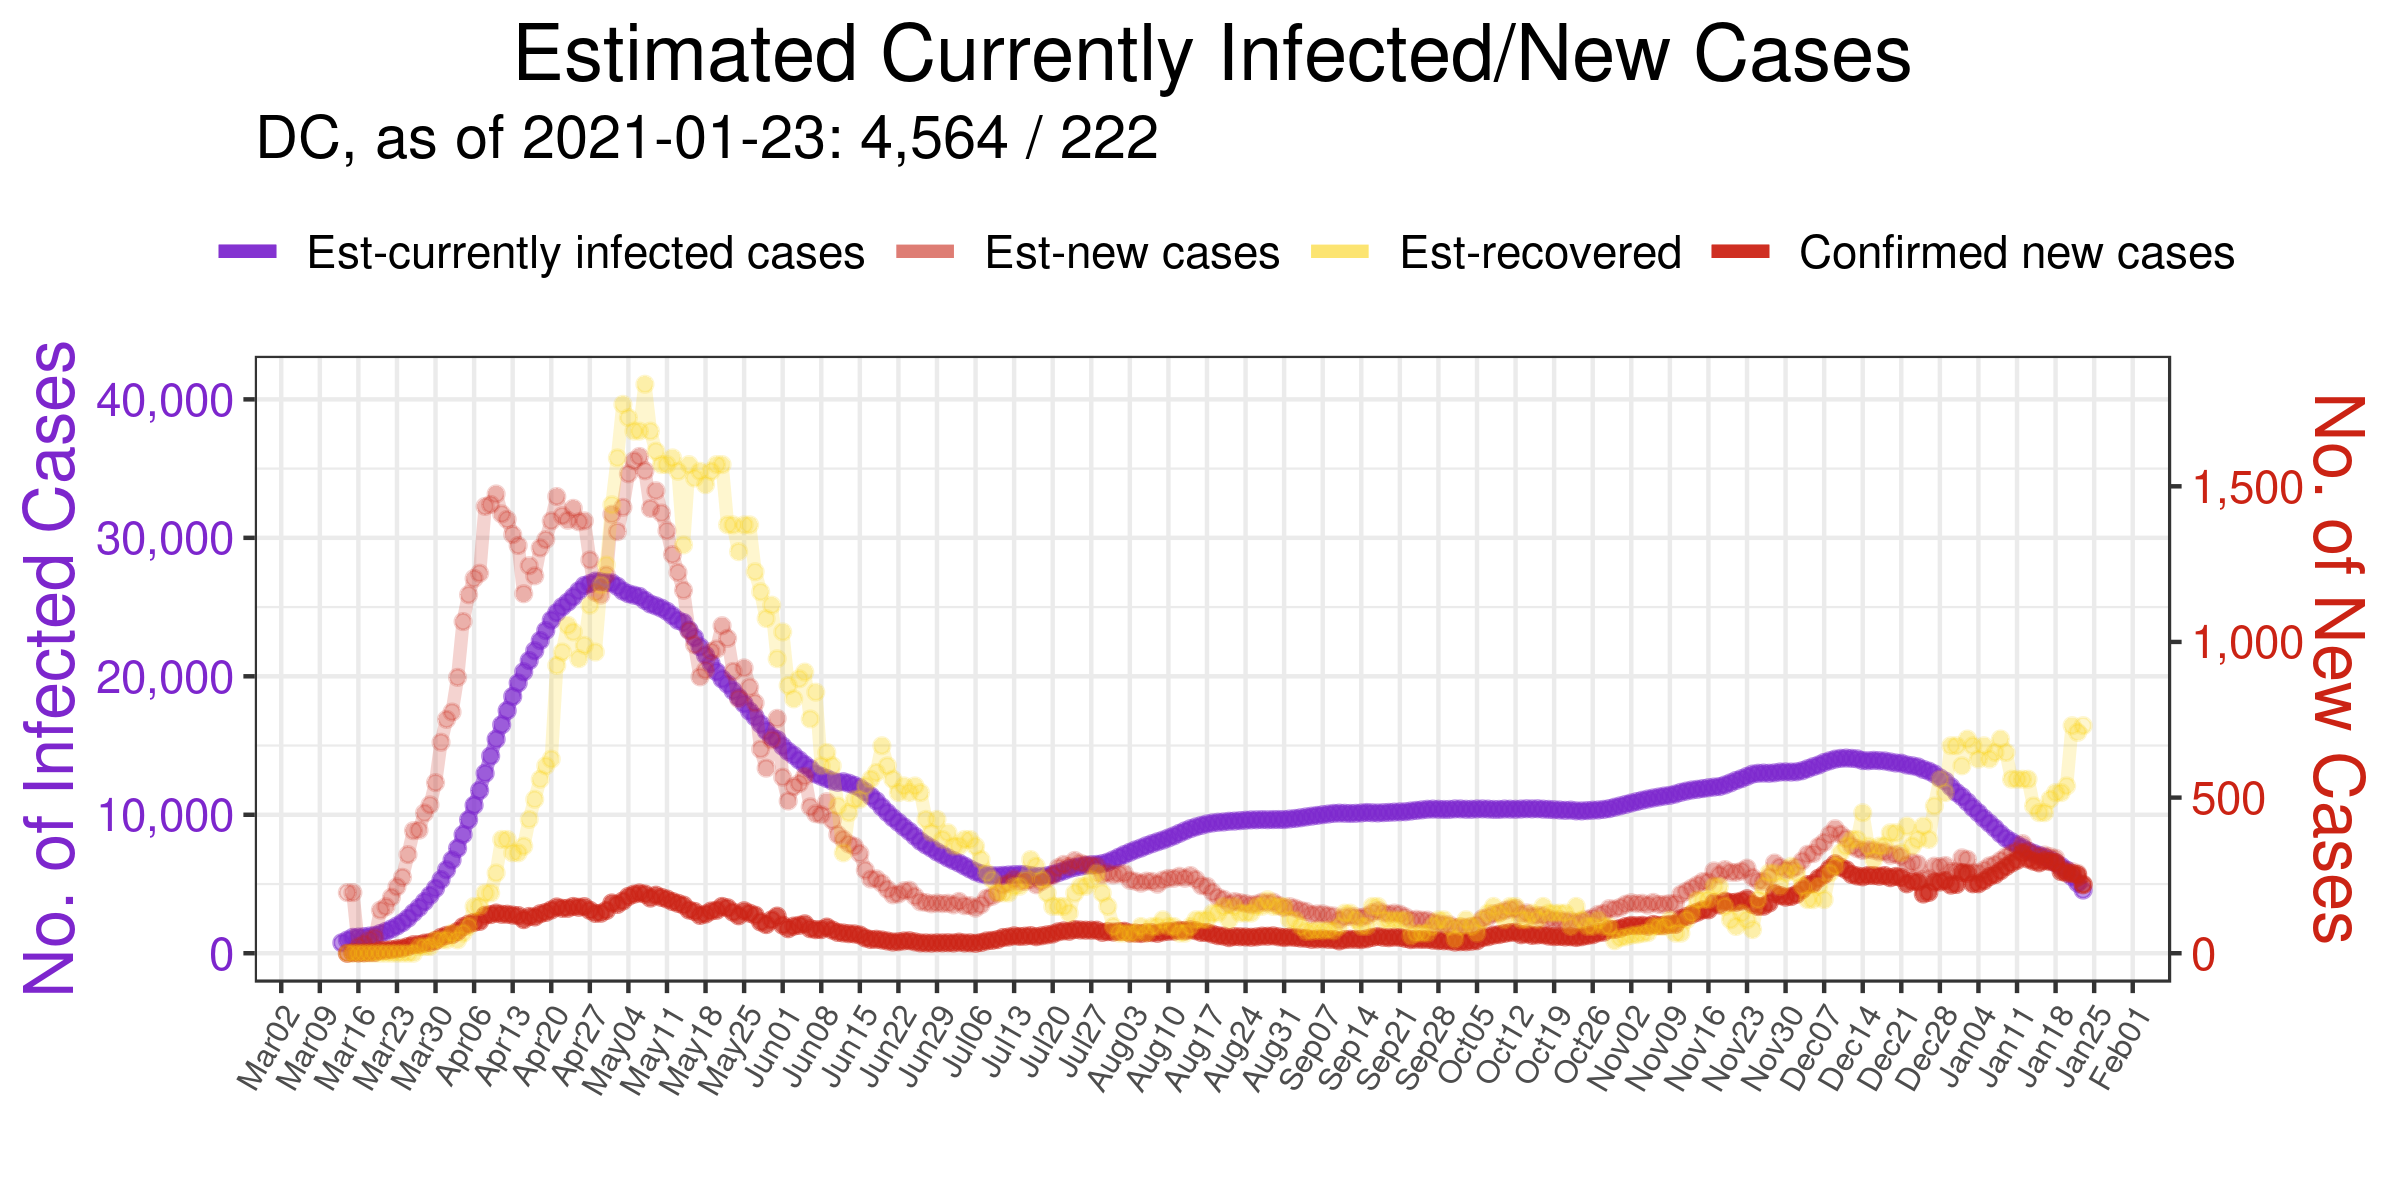 Estimated Currently Infected/New Cases
DC, as of 2021-01-23: 4,564 / 222
Est-currently infected cases Est-new cases Est-recovered Confirmed new cases
No. of Infected Cases
40,000
30,000
20,000
10,000
0
1,500
1,000
500
0
No. of New Cases
Mar02 Mar09 Mar16 Mar23 Mar30 Apr06 Apr13 Apr20 Apr27 May04 May11 May18 May25 Jun01 Jun08 Jun15 Jun22 Jun29 Jul06 Jul13 Jul20 Jul27 Aug03 Aug10 Aug17 Aug24 Aug31 Sep07 Sep14 Sep21 Sep28 Oct05 Oct12 Oct19 Oct26 Nov02 Nov09 Nov16 Nov23 Nov30 Dec07 Dec14 Dec21 Dec28 Jan04 Jan11 Jan18 Jan25 Feb01